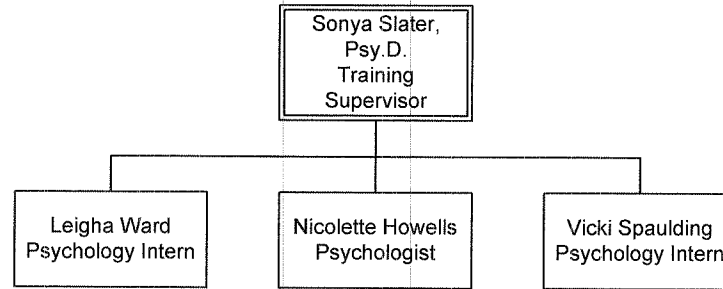 Sonya Slater,
Psy.D.
Training
Supervisor
Leigha Ward
Psychology Intern
Nicolette Howells
Psychologist
Vicki Spaulding
Psychology Intern